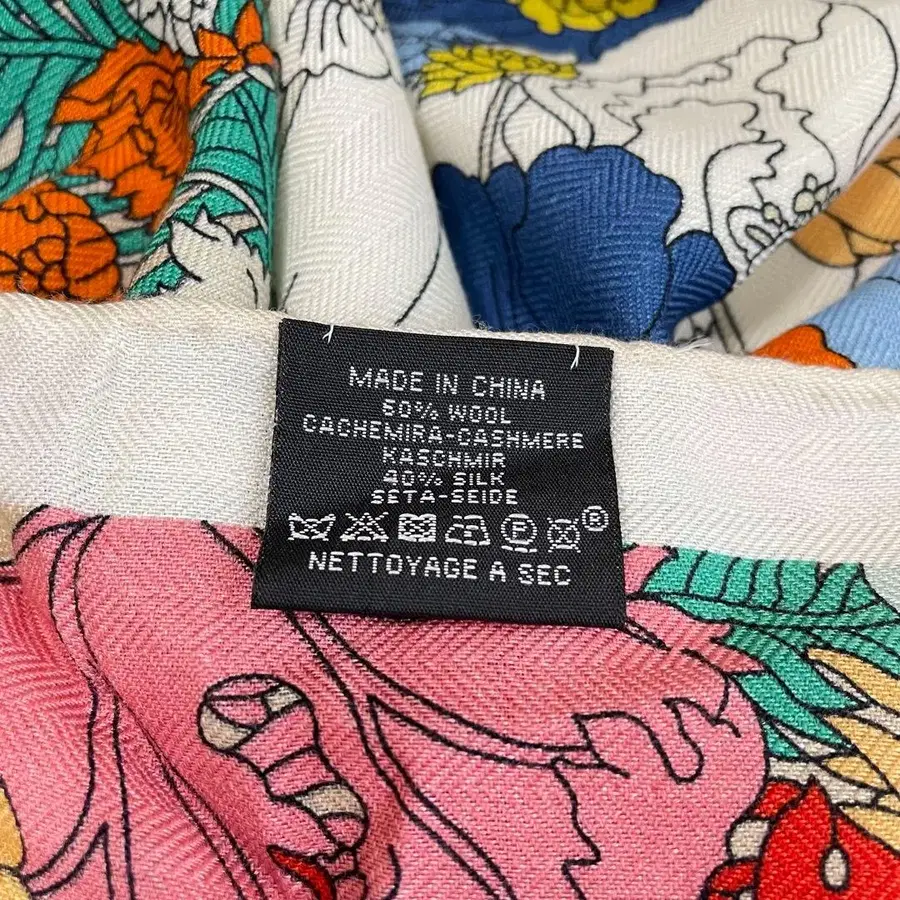 MADE IN CHINA
60% WOOL
CACHEMIRA-CASHMERE
KASCHMIR
40% SILK
SETA-SEIDE
P ®
NETTOYAGE A SEC